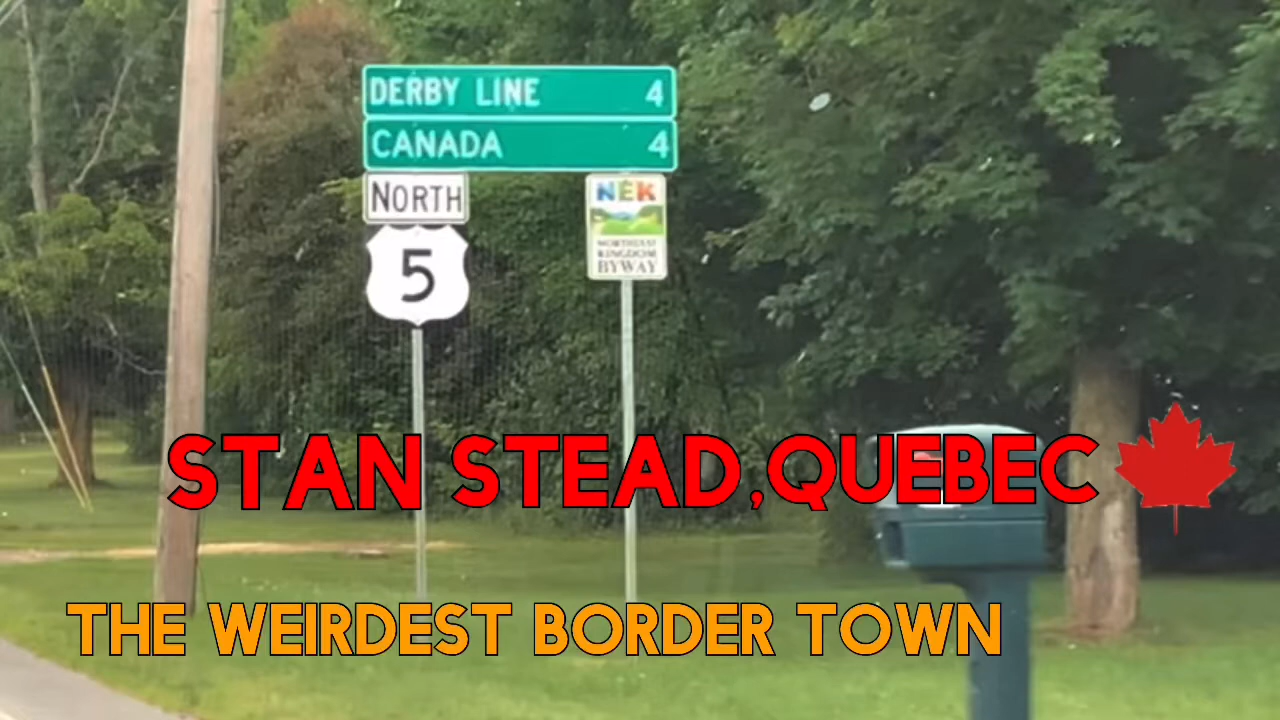 DERBY LINE 4
CANADA 4
NORTH
5
NEK
NORTHEAST
KINGDOM
BYWAY
STAN STEAD,QUEBEC
THE WEIRDEST BORDER TOWN